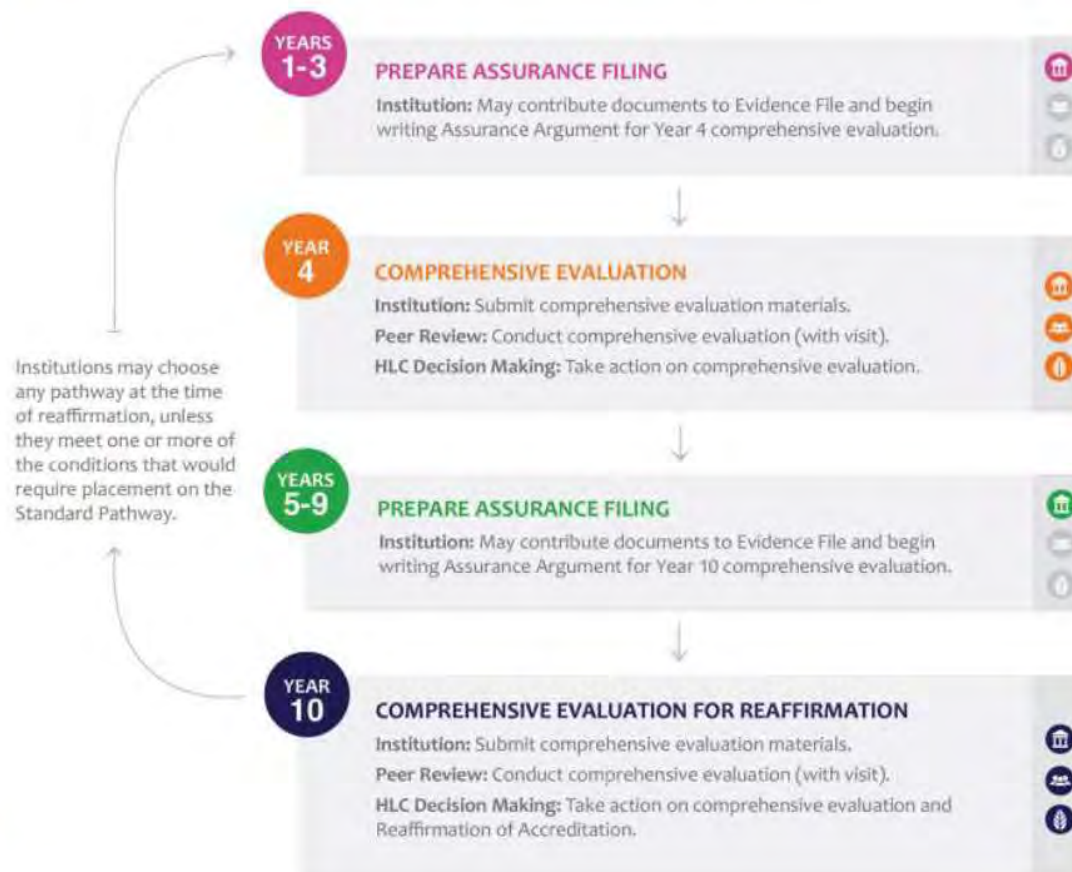 YEARS
1-3
PREPARE ASSURANCE FILING
Institution: May contribute documents to Evidence File and begin
writing Assurance Argument for Year 4 comprehensive evaluation.
YEAR
4
COMPREHENSIVE EVALUATION
Institution: Submit comprehensive evaluation materials.
Peer Review: Conduct comprehensive evaluation (with visit).
HLC Decision Making: Take action on comprehensive evaluation.
Institutions may choose
any pathway at the time
of reaffirmation, unless
they meet one or more of
the conditions that would
require placement on the
Standard Pathway.
YEARS
5-9
PREPARE ASSURANCE FILING
Institution: May contribute documents to Evidence File and begin
writing Assurance Argument for Year 10 comprehensive evaluation.
YEAR
10
COMPREHENSIVE EVALUATION FOR REAFFIRMATION
Institution: Submit comprehensive evaluation materials.
Peer Review: Conduct comprehensive evaluation (with visit).
HLC Decision Making: Take action on comprehensive evaluation and
Reaffirmation of Accreditation.